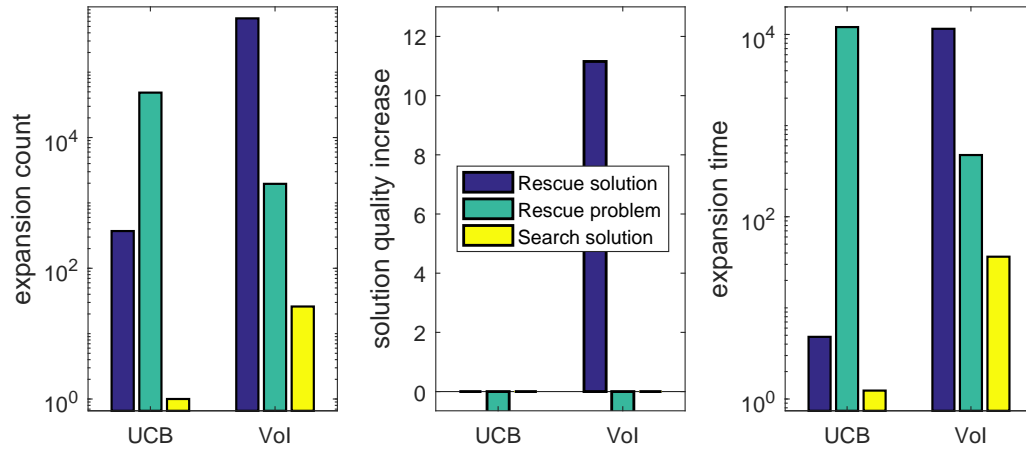 expansion count
10^4
10^2
10^0
UCB
VoI
solution quality increase
12
10
8
6
4
2
0
Rescue solution
Rescue problem
Search solution
UCB
VoI
expansion time
10^4
10^2
10^0
UCB
VoI